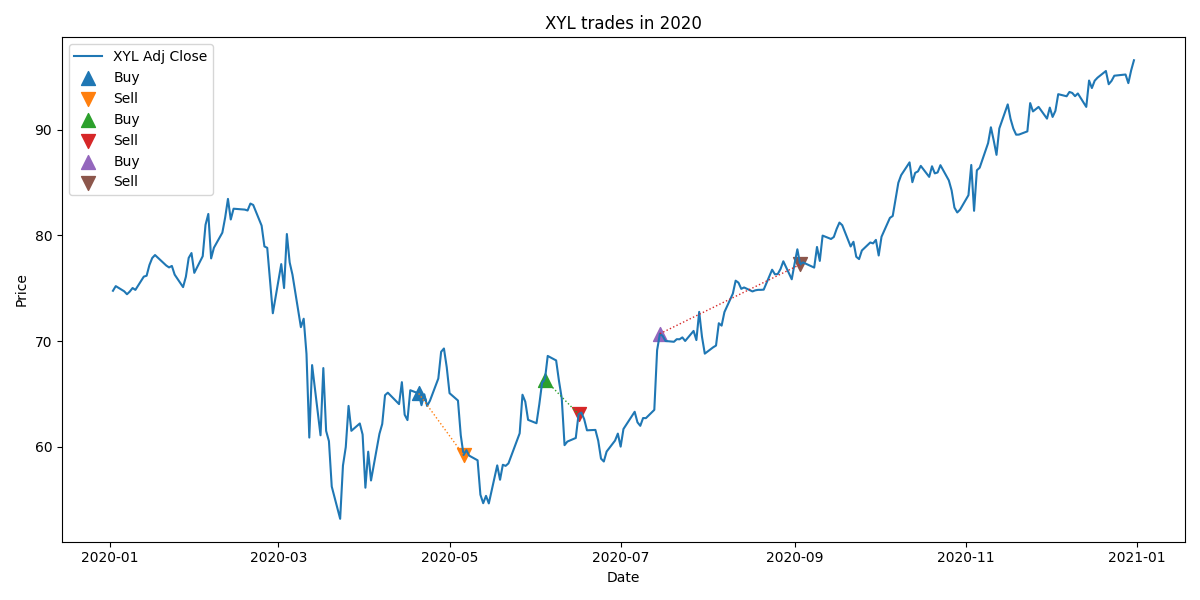 XYL trades in 2020
XYL Adj Close
Buy
Sell
Buy
Sell
Buy
Sell
90
80
70
60
Price
2020-01
2020-03
2020-05
2020-07
2020-09
2020-11
2021-01
Date